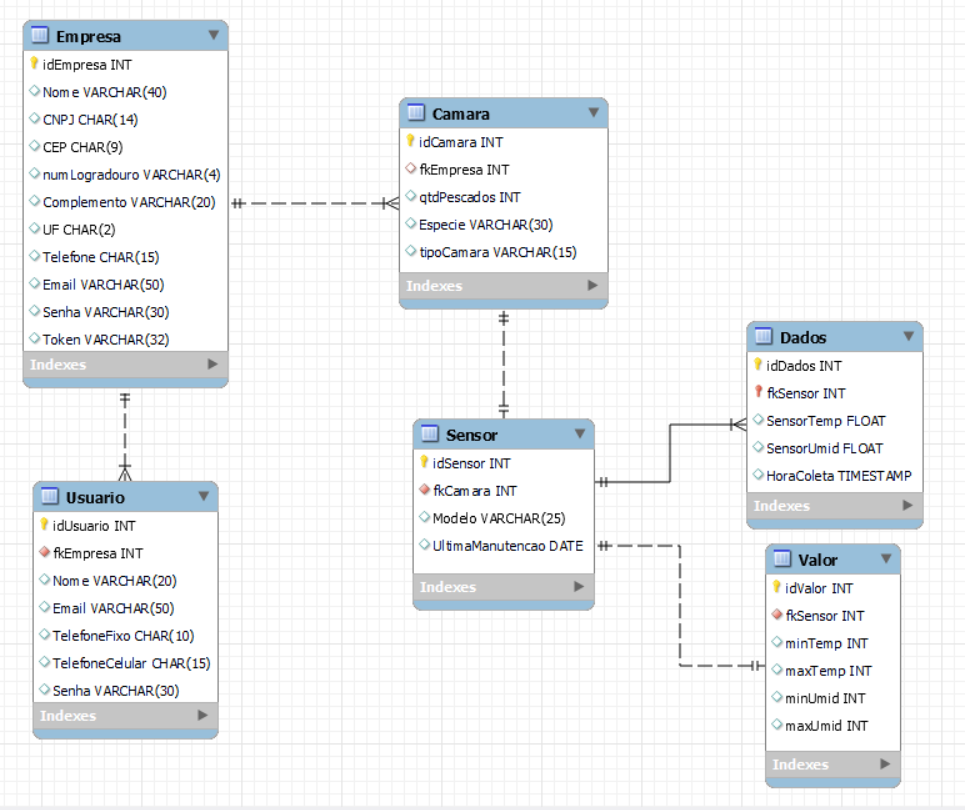 Empresa
idEmpresa INT
Nome VARCHAR(40)
CNPJ CHAR(14)
CEP CHAR(9)
numLogradouro VARCHAR(4)
Complemento VARCHAR(20)
UF CHAR(2)
Telefone CHAR(15)
Email VARCHAR(50)
Senha VARCHAR(30)
Token VARCHAR(32)
Indexes
Camara
idCamara INT
fkEmpresa INT
qtdPescados INT
Especie VARCHAR(30)
tipoCamara VARCHAR(15)
Indexes
Usuario
idUsuario INT
fkEmpresa INT
Nome VARCHAR(20)
Email VARCHAR(50)
TelefoneFixo CHAR(10)
TelefoneCelular CHAR(15)
Senha VARCHAR(30)
Indexes
Sensor
idSensor INT
fkCamara INT
Modelo VARCHAR(25)
UltimaManutencao DATE
Indexes
Dados
idDados INT
fkSensor INT
SensorTemp FLOAT
SensorUmid FLOAT
HoraColeta TIMESTAMP
Indexes
Valor
idValor INT
fkSensor INT
minTemp INT
maxTemp INT
minUmid INT
maxUmid INT
Indexes